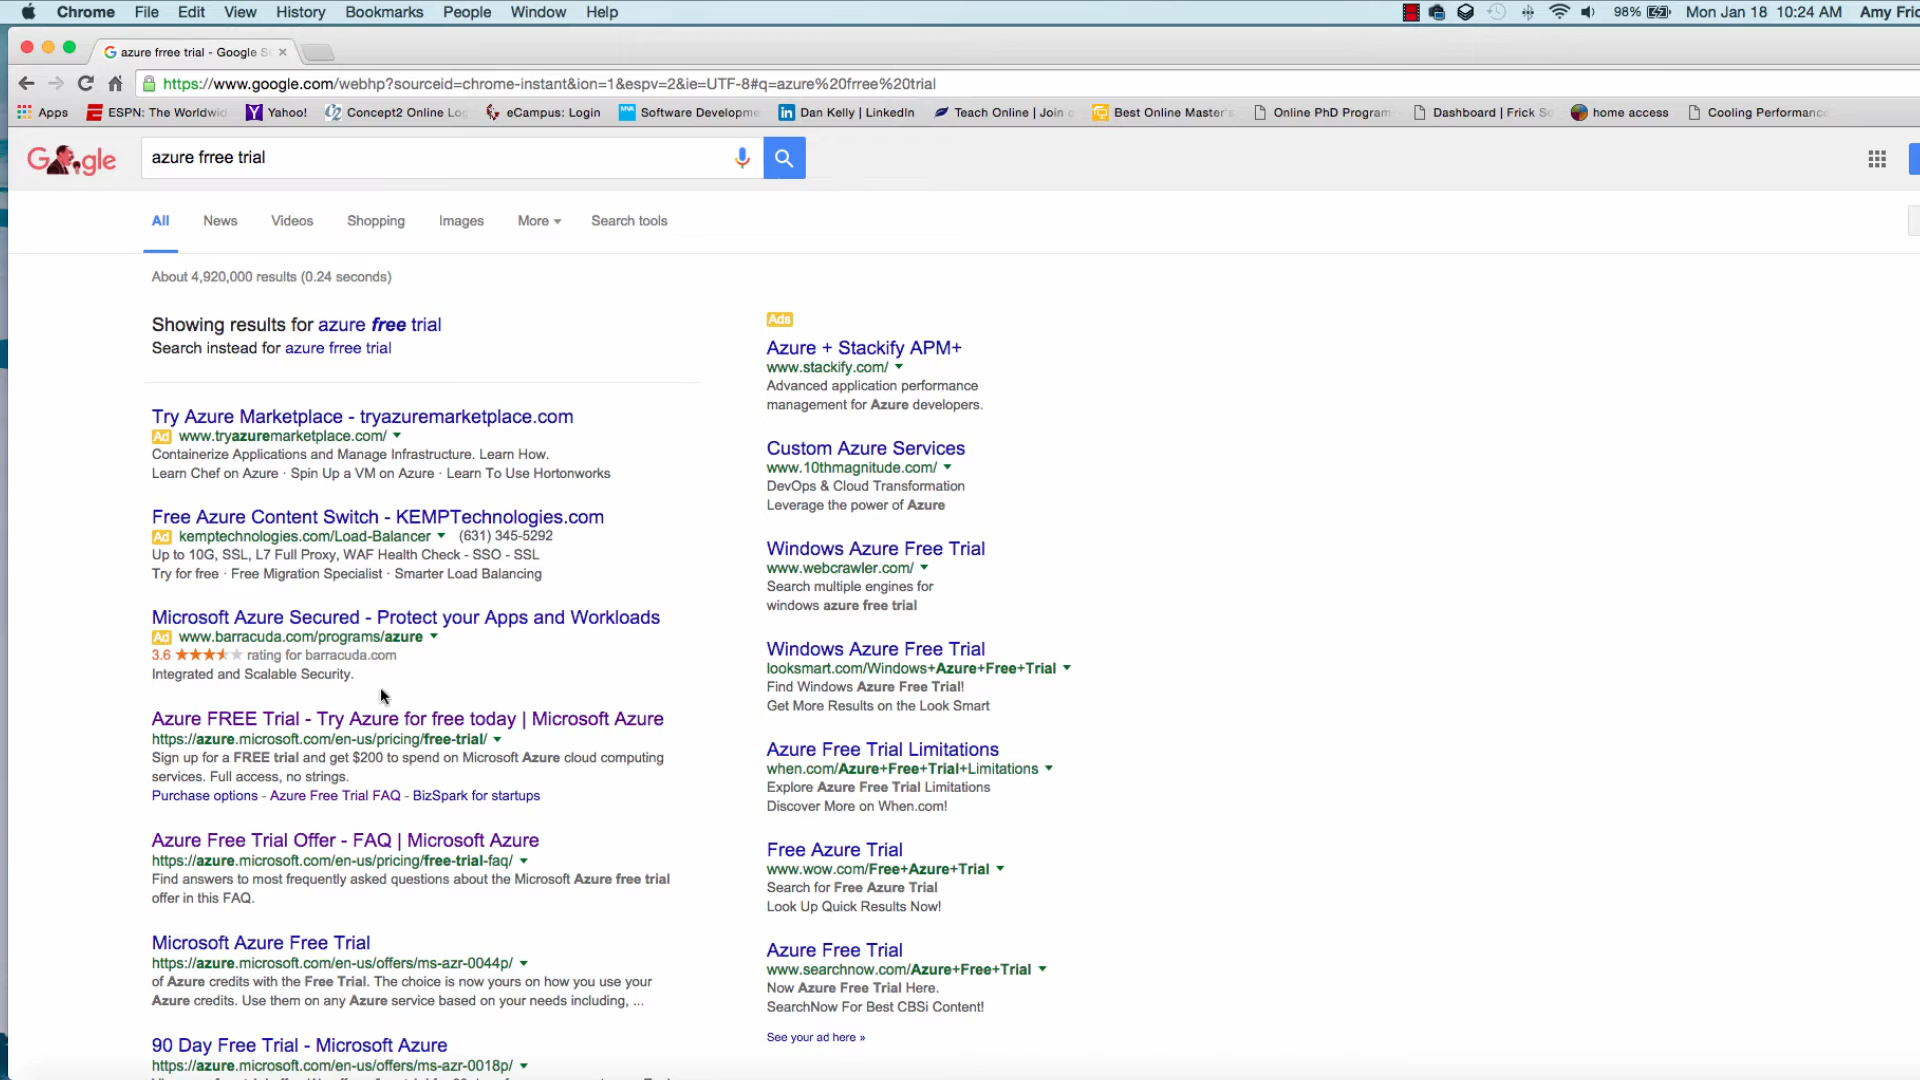 Chrome File Edit View History Bookmarks People Window Help 98% Mon Jan 18 10:24 AM Amy
azure frree trial - Google
https://www.google.com/webhp?sourceid=chrome-instant&ion=1&espv=2&ie=UTF-8#q=azure%20frree%20trial
Apps ESPN: The Worldwid Yahoo! Concept2 Online Lo eCampus: Login Software Developme Dan Kelly | LinkedIn Teach Online | Join Best Online Master's Online PhD Program Dashboard | Frick Sc home access Cooling Performance
Google azure frree trial
All News Videos Shopping Images More Search tools
About 4,920,000 results (0.24 seconds)
Showing results for azure free trial
Search instead for azure frree trial
Try Azure Marketplace - tryazuremarketplace.com
Ad www.tryazuremarketplace.com/
Containerize Applications and Manage Infrastructure. Learn How.
Learn Chef on Azure · Spin Up a VM on Azure · Learn To Use Hortonworks
Free Azure Content Switch - KEMPTechnologies.com
Ad kemptechnologies.com/Load-Balancer (631) 345-5292
Up to 10G, SSL, L7 Full Proxy, WAF Health Check - SSO - SSL
Try for free · Free Migration Specialist · Smarter Load Balancing
Microsoft Azure Secured - Protect your Apps and Workloads
Ad www.barracuda.com/programs/azure
3.6 rating for barracuda.com
Integrated and Scalable Security.
Azure FREE Trial - Try Azure for free today | Microsoft Azure
https://azure.microsoft.com/en-us/pricing/free-trial/
Sign up for a FREE trial and get $200 to spend on Microsoft Azure cloud computing
services. Full access, no strings.
Purchase options - Azure Free Trial FAQ - BizSpark for startups
Azure Free Trial Offer - FAQ | Microsoft Azure
https://azure.microsoft.com/en-us/pricing/free-trial-faq/
Find answers to most frequently asked questions about the Microsoft Azure free trial
offer in this FAQ.
Microsoft Azure Free Trial
https://azure.microsoft.com/en-us/offers/ms-azr-0044p/
of Azure credits with the Free Trial. The choice is now yours on how you use your
Azure credits. Use them on any Azure service based on your needs including, ...
90 Day Free Trial - Microsoft Azure
https://azure.microsoft.com/en-us/offers/ms-azr-0018p/
Ads
Azure + Stackify APM+
www.stackify.com/
Advanced application performance
management for Azure developers.
Custom Azure Services
www.10thmagnitude.com/
DevOps & Cloud Transformation
Leverage the power of Azure
Windows Azure Free Trial
www.webcrawler.com/
Search multiple engines for
windows azure free trial
Windows Azure Free Trial
looksmart.com/Windows+Azure+Free+Trial
Find Windows Azure Free Trial!
Get More Results on the Look Smart
Azure Free Trial Limitations
when.com/Azure+Free+Trial+Limitations
Explore Azure Free Trial Limitations
Discover More on When.com!
Free Azure Trial
www.wow.com/Free+Azure+Trial
Search for Free Azure Trial
Look Up Quick Results Now!
Azure Free Trial
www.searchnow.com/Azure+Free+Trial
Now Azure Free Trial Here.
SearchNow For Best CBSi Content!
See your ad here »